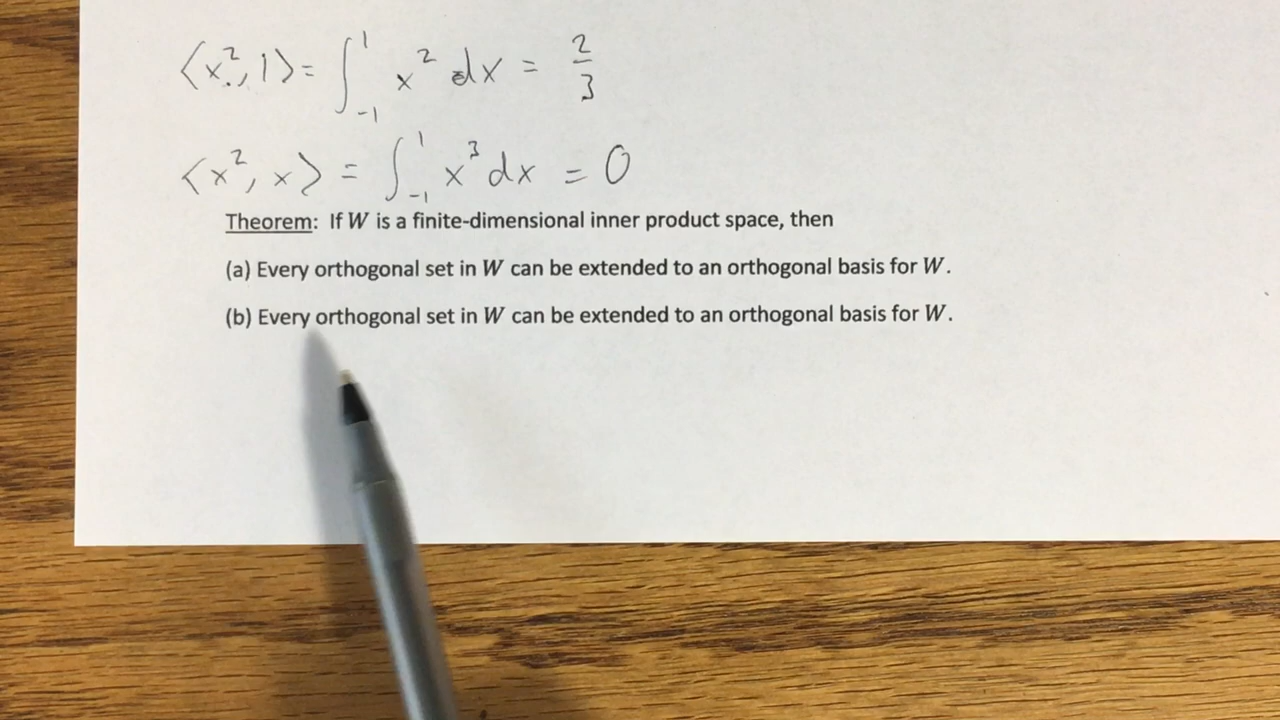 ⟨x², 1⟩ = ∫₋₁¹ x² dx = 2/3
⟨x², x⟩ = ∫₋₁¹ x³ dx = 0
Theorem: If W is a finite-dimensional inner product space, then
(a) Every orthogonal set in W can be extended to an orthogonal basis for W.
(b) Every orthogonal set in W can be extended to an orthogonal basis for W.